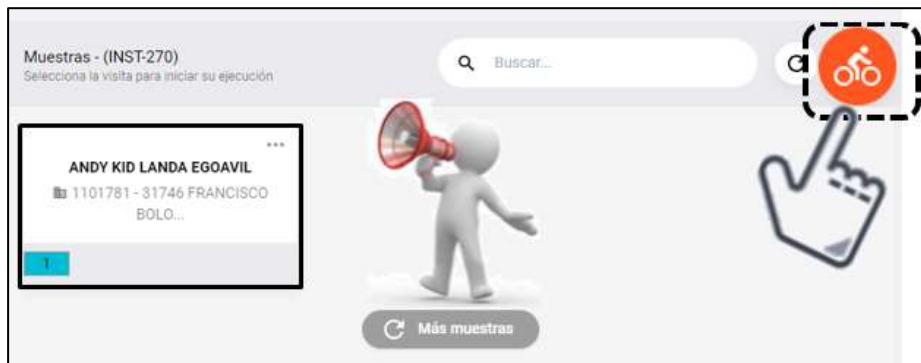 Muestras - (INST-270)
Selecciona la visita para iniciar su ejecución
Buscar...
ANDY KID LANDA EGOAVIL
1101781 - 31746 FRANCISCO
BOLO...
1
Más muestras